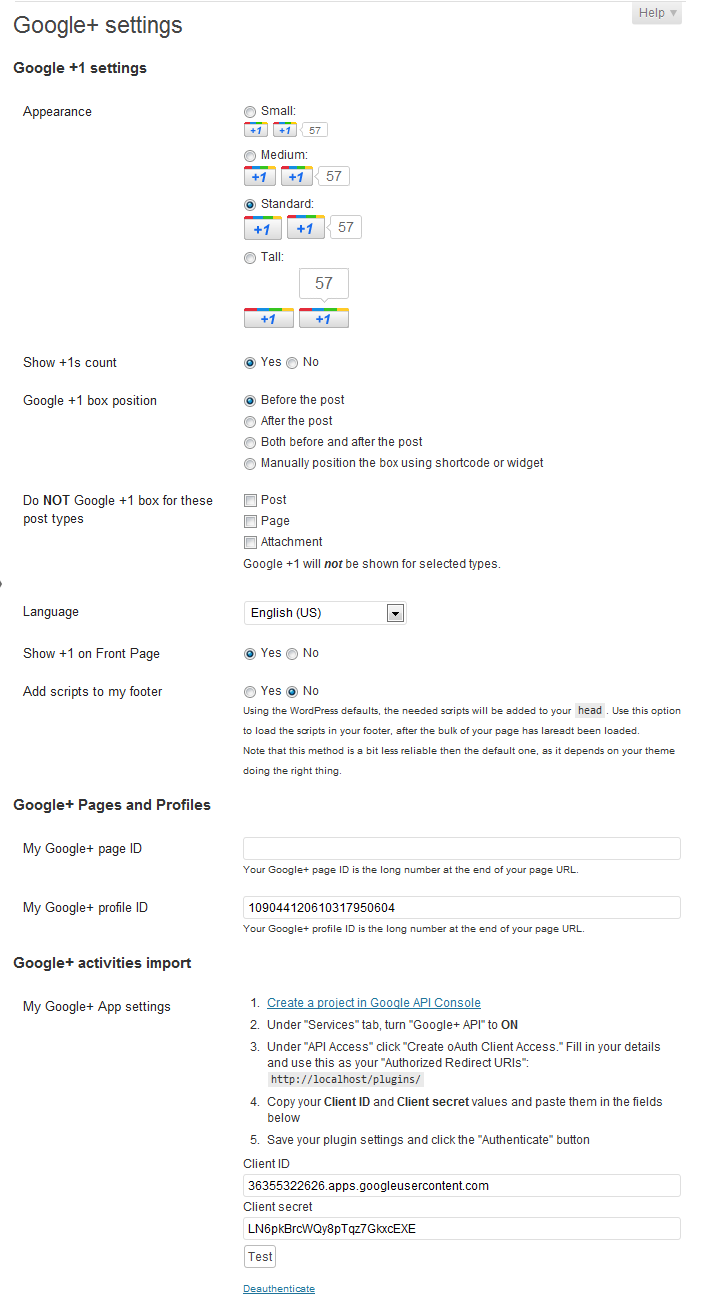 Help
Google+ settings
Google +1 settings
Appearance
Small:
+1 +1 57
Medium:
+1 +1 57
Standard:
+1 +1 57
Tall:
57
+1 +1
Show +1s count
Yes No
Google +1 box position
Before the post
After the post
Both before and after the post
Manually position the box using shortcode or widget
Do NOT Google +1 box for these
post types
Post
Page
Attachment
Google +1 will not be shown for selected types.
Language
English (US)
Show +1 on Front Page
Yes No
Add scripts to my footer
Yes No
Using the WordPress defaults, the needed scripts will be added to your head . Use this option
to load the scripts in your footer, after the bulk of your page has lareadt been loaded.
Note that this method is a bit less reliable then the default one, as it depends on your theme
doing the right thing.
Google+ Pages and Profiles
My Google+ page ID
Your Google+ page ID is the long number at the end of your page URL.
My Google+ profile ID
109044120610317950604
Your Google+ profile ID is the long number at the end of your page URL.
Google+ activities import
My Google+ App settings
1. Create a project in Google API Console
2. Under "Services" tab, turn "Google+ API" to ON
3. Under "API Access" click "Create oAuth Client Access." Fill in your details
and use this as your "Authorized Redirect URIs":
http://localhost/plugins/
4. Copy your Client ID and Client secret values and paste them in the fields
below
5. Save your plugin settings and click the "Authenticate" button
Client ID
36355322626.apps.googleusercontent.com
Client secret
LN6pkBrcWQy8pTqz7GkxcEXE
Test
Deauthenticate